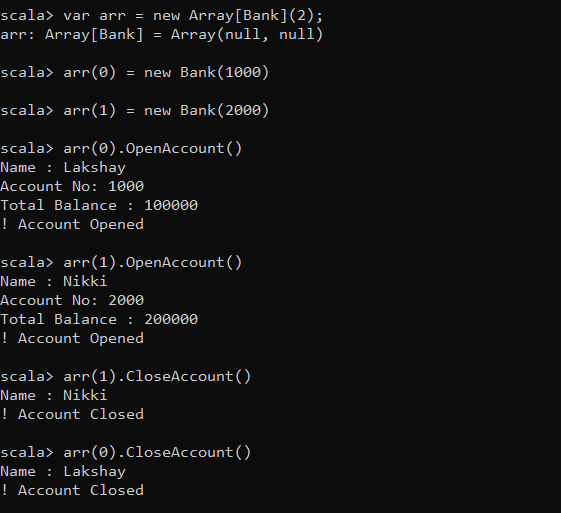 scala> var arr = new Array[Bank](2);
arr: Array[Bank] = Array(null, null)
scala> arr(0) = new Bank(1000)
scala> arr(1) = new Bank(2000)
scala> arr(0).OpenAccount()
Name : Lakshay
Account No: 1000
Total Balance : 100000
! Account Opened
scala> arr(1).OpenAccount()
Name : Nikki
Account No: 2000
Total Balance : 200000
! Account Opened
scala> arr(1).CloseAccount()
Name : Nikki
! Account Closed
scala> arr(0).CloseAccount()
Name : Lakshay
! Account Closed